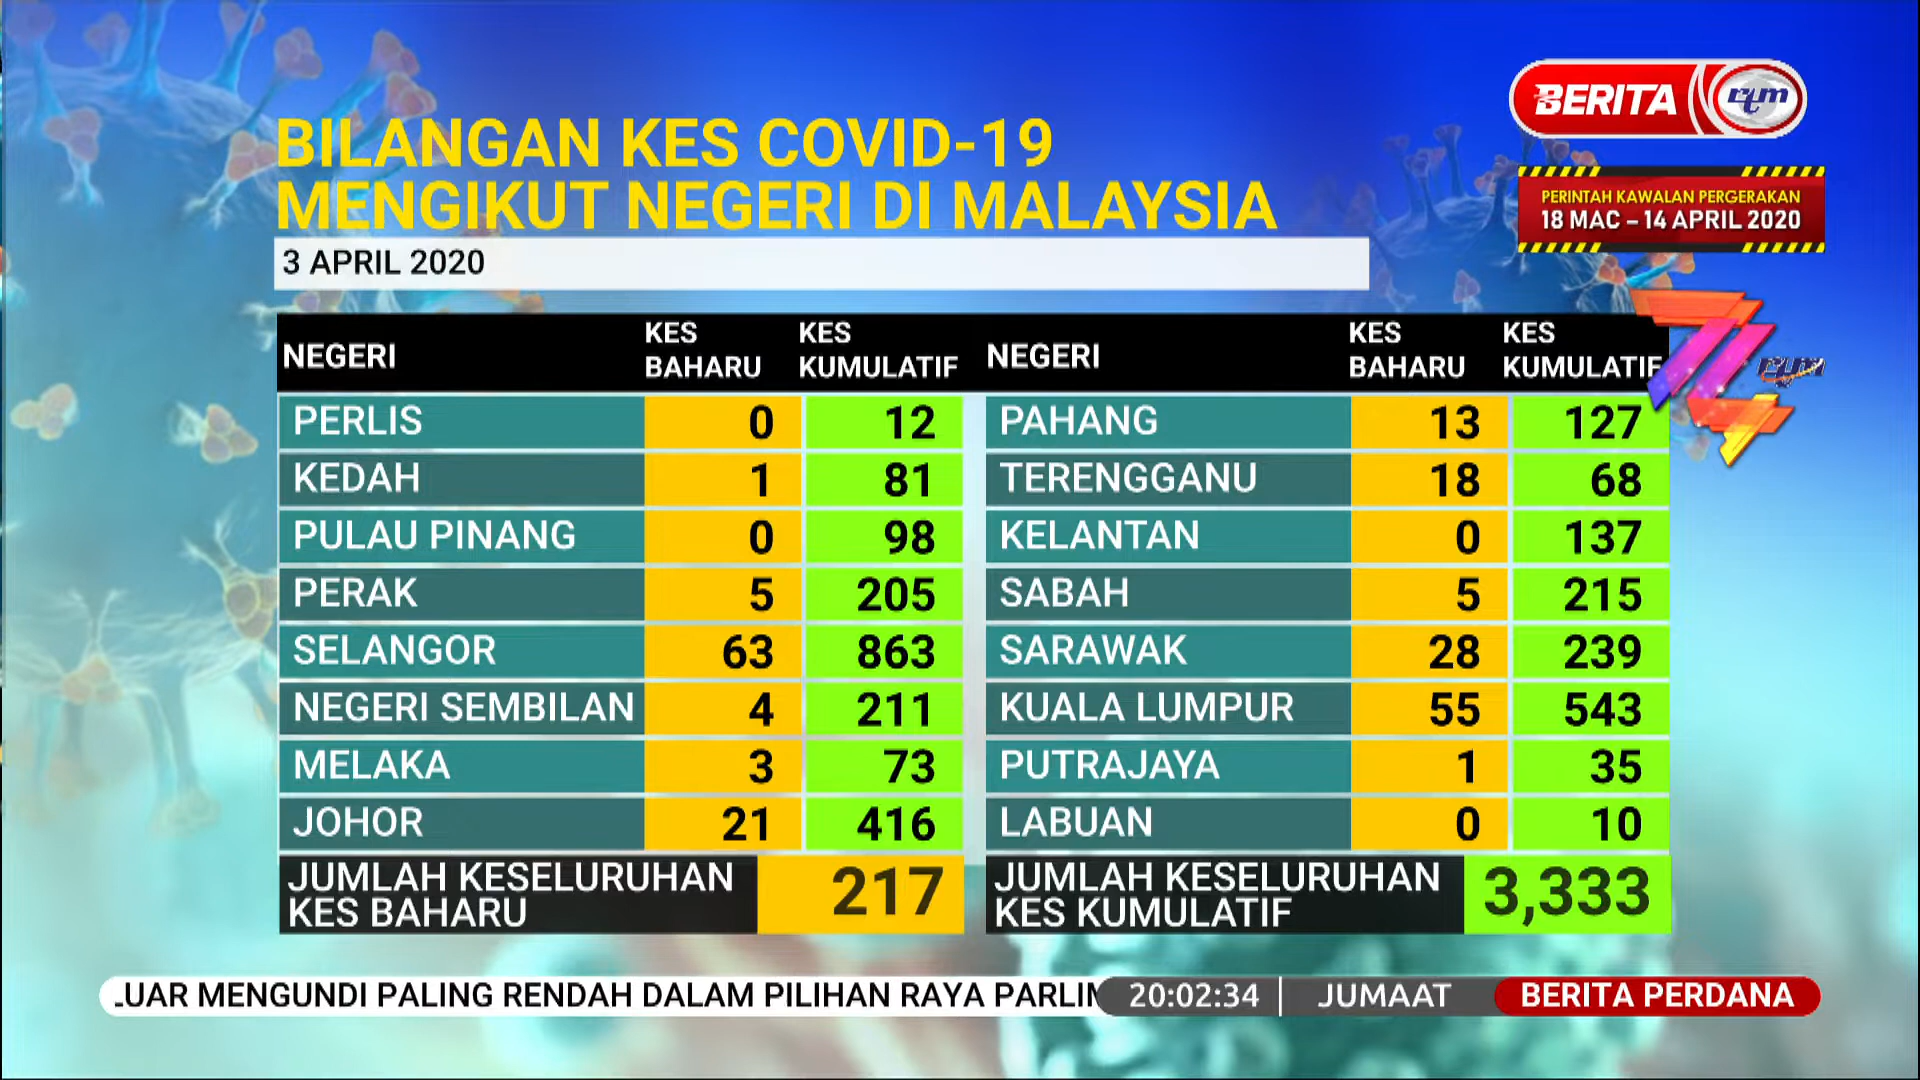 BERITA rtm
BILANGAN KES COVID-19
MENGIKUT NEGERI DI MALAYSIA
PERINTAH KAWALAN PERGERAKAN
18 MAC – 14 APRIL 2020
3 APRIL 2020
NEGERI KES BAHARU KES KUMULATIF NEGERI KES BAHARU KES KUMULATIF
rtm
PERLIS 0 12 PAHANG 13 127
KEDAH 1 81 TERENGGANU 18 68
PULAU PINANG 0 98 KELANTAN 0 137
PERAK 5 205 SABAH 5 215
SELANGOR 63 863 SARAWAK 28 239
NEGERI SEMBILAN 4 211 KUALA LUMPUR 55 543
MELAKA 3 73 PUTRAJAYA 1 35
JOHOR 21 416 LABUAN 0 10
JUMLAH KESELURUHAN KES BAHARU 217 JUMLAH KESELURUHAN KES KUMULATIF 3,333
LUAR MENGUNDI PALING RENDAH DALAM PILIHAN RAYA PARLIM 20:02:34 JUMAAT BERITA PERDANA